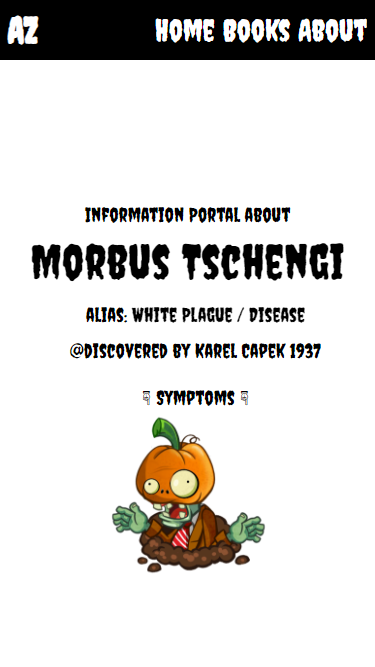 AZ HOME BOOKS ABOUT
INFORMATION PORTAL ABOUT
MORBUS TSCHENGI
ALIAS: WHITE PLAGUE / DISEASE
@DISCOVERED BY KAREL CAPEK 1937
👇 SYMPTOMS 👇